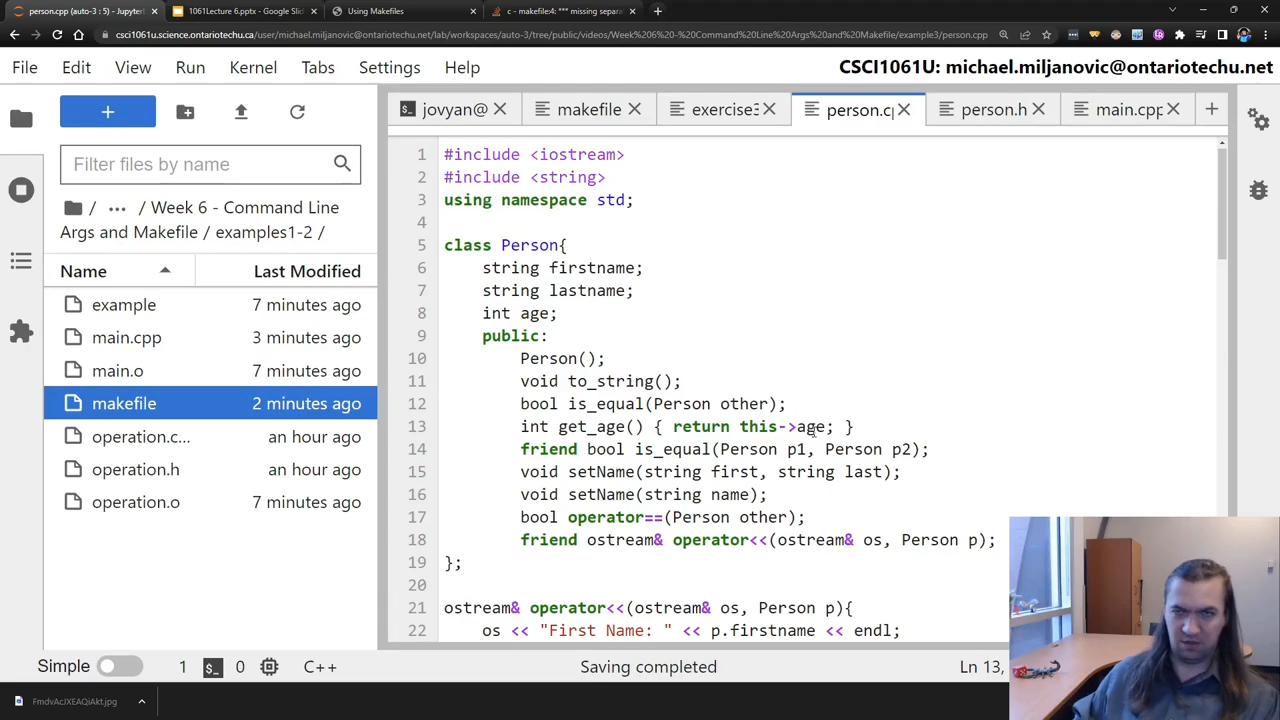 person.cpp (auto-3 : 5) - Jupyt
1061Lecture 6.pptx - Google Slid
Using Makefiles
c - makefile4: *** missing separat
csci1061u.science.ontariotechu.ca/user/michael.miljanovic@ontariotechu.net/lab/workspaces/auto-3/tree/public/videos/Week%206%20-%20Command%20Line%20Args%20and%20Makefile/example3/person.cpp
File Edit View Run Kernel Tabs Settings Help
CSCI1061U: michael.miljanovic@ontariotechu.net
jovyan@
makefile
exercise3
person.cp
person.h
main.cpp
Filter files by name
/ ··· / Week 6 - Command Line
Args and Makefile / examples1-2 /
Name Last Modified
example 7 minutes ago
main.cpp 3 minutes ago
main.o 7 minutes ago
makefile 2 minutes ago
operation.c... an hour ago
operation.h an hour ago
operation.o 7 minutes ago
1 #include <iostream>
2 #include <string>
3 using namespace std;
4
5 class Person{
6 string firstname;
7 string lastname;
8 int age;
9 public:
10 Person();
11 void to_string();
12 bool is_equal(Person other);
13 int get_age() { return this->age; }
14 friend bool is_equal(Person p1, Person p2);
15 void setName(string first, string last);
16 void setName(string name);
17 bool operator==(Person other);
18 friend ostream& operator<<(ostream& os, Person p);
19 };
20
21 ostream& operator<<(ostream& os, Person p){
22 os << "First Name: " << p.firstname << endl;
Simple 1 $_ 0 C++ Saving completed Ln 13,
FmdvAcJXEAQiAkt.jpg